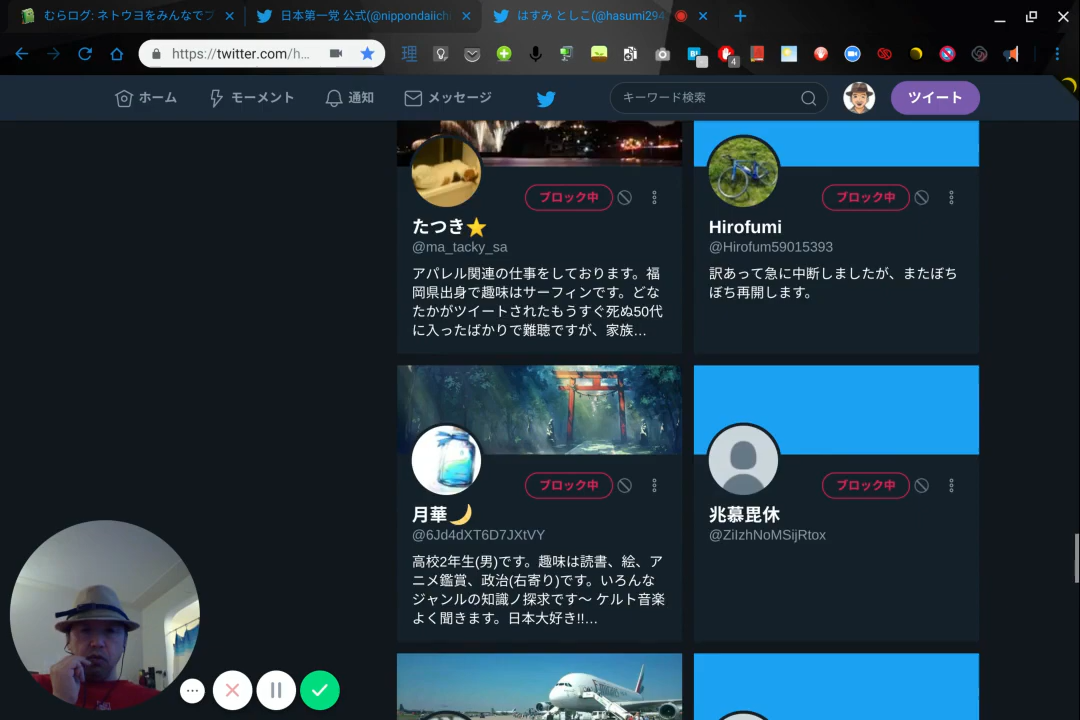 むらログ: ネトウヨをみんなでブ
日本第一党 公式(@nippondaiichi
はすみ としこ(@hasumi294
https://twitter.com/h...
理
4
ホーム
モーメント
通知
メッセージ
キーワード検索
ツイート
ブロック中
ブロック中
たつき⭐
Hirofumi
@ma_tacky_sa
@Hirofum59015393
アパレル関連の仕事をしております。福
岡県出身で趣味はサーフィンです。どな
たかがツイートされたもうすぐ死ぬ50代
に入ったばかりで難聴ですが、家族...
訳あって急に中断しましたが、またぼち
ぼち再開します。
ブロック中
ブロック中
月華🌙
兆慕毘休
@6Jd4dXT6D7JXtVY
@ZiIzhNoMSijRtox
高校2年生(男)です。趣味は読書、絵、ア
ニメ鑑賞、政治(右寄り)です。いろんな
ジャンルの知識ノ探求です〜 ケルト音楽
よく聞きます。日本大好き!!...